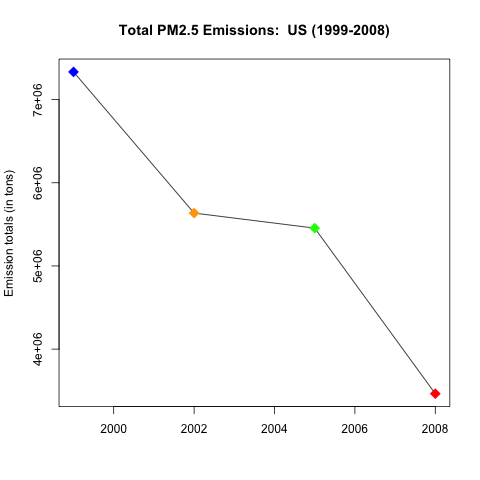 Total PM2.5 Emissions:  US (1999-2008)
Emission totals (in tons)
7e+06
6e+06
5e+06
4e+06
2000 2002 2004 2006 2008